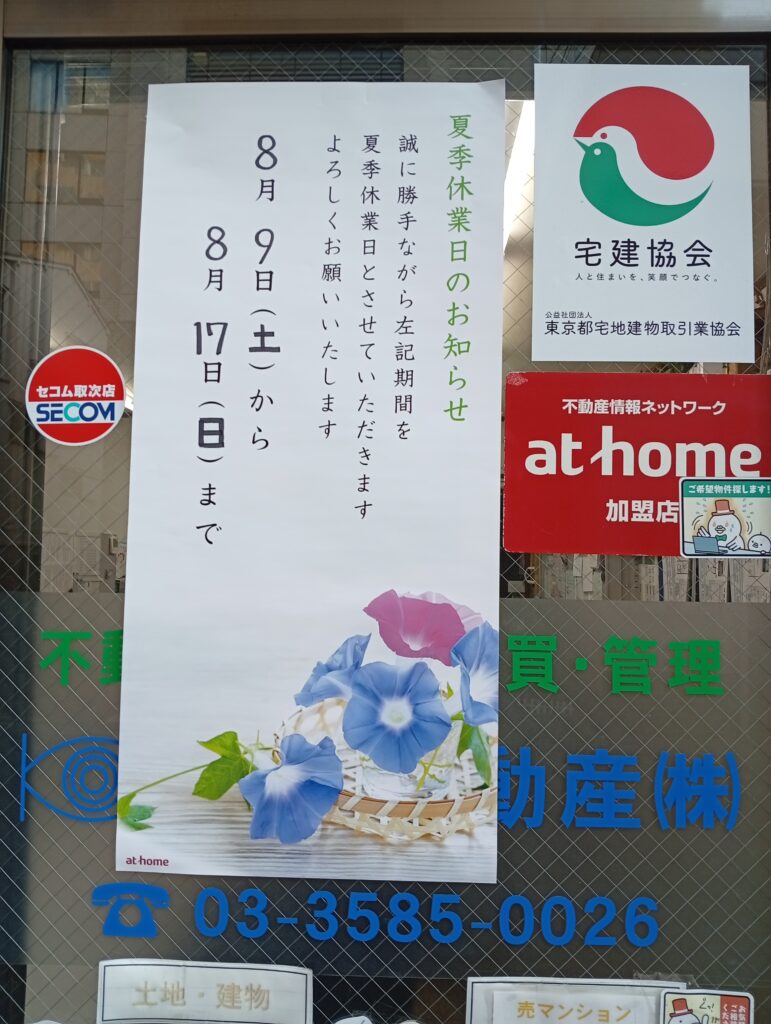 夏季休業日のお知らせ
誠に勝手ながら左記期間を
夏季休業日とさせていただきます
よろしくお願いいたします
8月9日(土)から
8月17日(日)まで
at home
宅建協会
人と住まいを、笑顔でつなぐ。
公益社団法人
東京都宅地建物取引業協会
セコム取次店
SECOM
不動産情報ネットワーク
at home
加盟店
ご希望物件探します!
不動
買・管理
動産(株)
03-3585-0026
土地・建物
売マンション